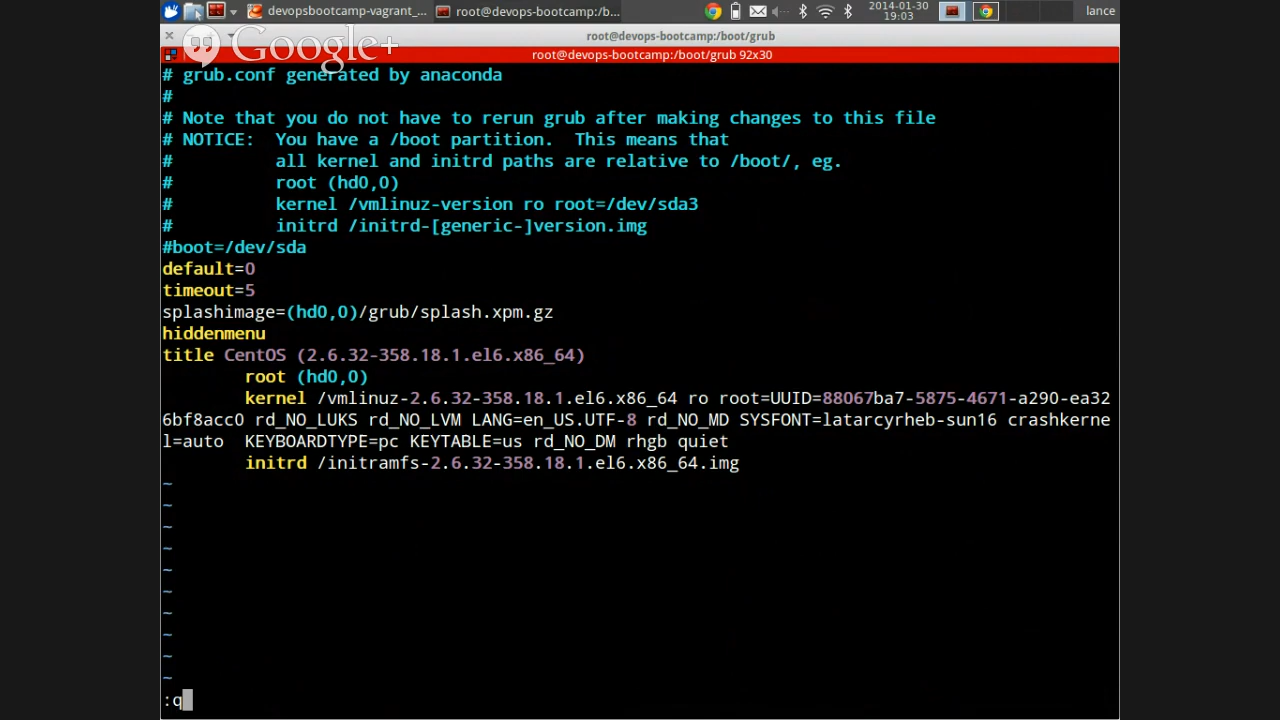 devopsbootcamp-vagrant_...
root@devops-bootcamp:/b...
2014-01-30
19:03
lance
root@devops-bootcamp:/boot/grub
Google+
root@devops-bootcamp:/boot/grub 92x30
# grub.conf generated by anaconda
#
# Note that you do not have to rerun grub after making changes to this file
# NOTICE:  You have a /boot partition.  This means that
#          all kernel and initrd paths are relative to /boot/, eg.
#          root (hd0,0)
#          kernel /vmlinuz-version ro root=/dev/sda3
#          initrd /initrd-[generic-]version.img
#boot=/dev/sda
default=0
timeout=5
splashimage=(hd0,0)/grub/splash.xpm.gz
hiddenmenu
title CentOS (2.6.32-358.18.1.el6.x86_64)
        root (hd0,0)
        kernel /vmlinuz-2.6.32-358.18.1.el6.x86_64 ro root=UUID=88067ba7-5875-4671-a290-ea32
6bf8acc0 rd_NO_LUKS rd_NO_LVM LANG=en_US.UTF-8 rd_NO_MD SYSFONT=latarcyrheb-sun16 crashkerne
l=auto  KEYBOARDTYPE=pc KEYTABLE=us rd_NO_DM rhgb quiet
        initrd /initramfs-2.6.32-358.18.1.el6.x86_64.img
~
~
~
~
~
~
~
~
~
~
:q